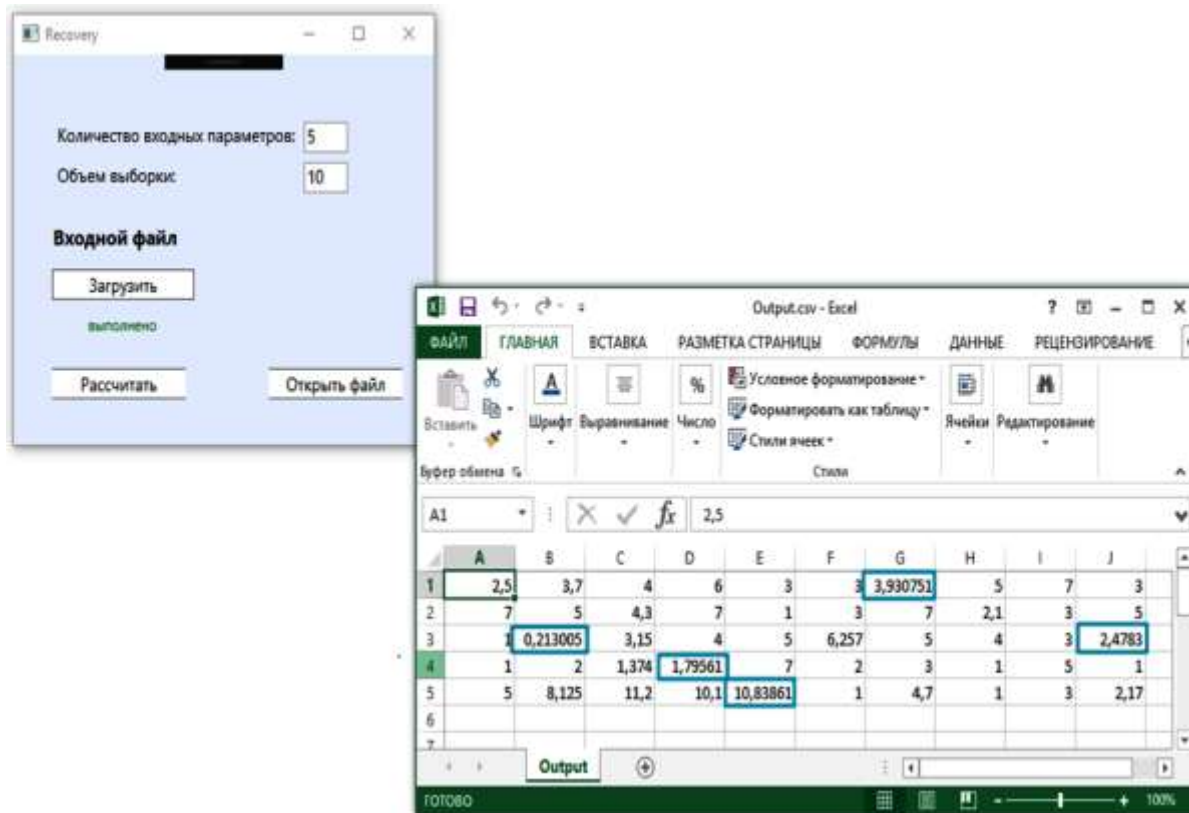 Recovery
Количество входных параметров: 5
Объем выборки: 10
Входной файл
Загрузить
выполнено
Рассчитать Открыть файл
Output.csv - Excel ?
ФАЙЛ ГЛАВНАЯ ВСТАВКА РАЗМЕТКА СТРАНИЦЫ ФОРМУЛЫ ДАННЫЕ РЕЦЕНЗИРОВАНИЕ
Вставить
Шрифт Выравнивание Число
%
Условное форматирование
Форматировать как таблицу
Стили ячеек
Ячейки Редактирование
Буфер обмена Стили
A1 fx 2,5
A B C D E F G H I J
1 2,5 3,7 4 6 3 3 3,930751 5 7 3
2 7 5 4,3 7 1 3 7 2,1 3 5
3 1 0,213005 3,15 4 5 6,257 5 4 3 2,4783
4 1 2 1,374 1,79561 7 2 3 1 5 1
5 5 8,125 11,2 10,1 10,83861 1 4,7 1 3 2,17
6
7
Output
ГОТОВО 100%